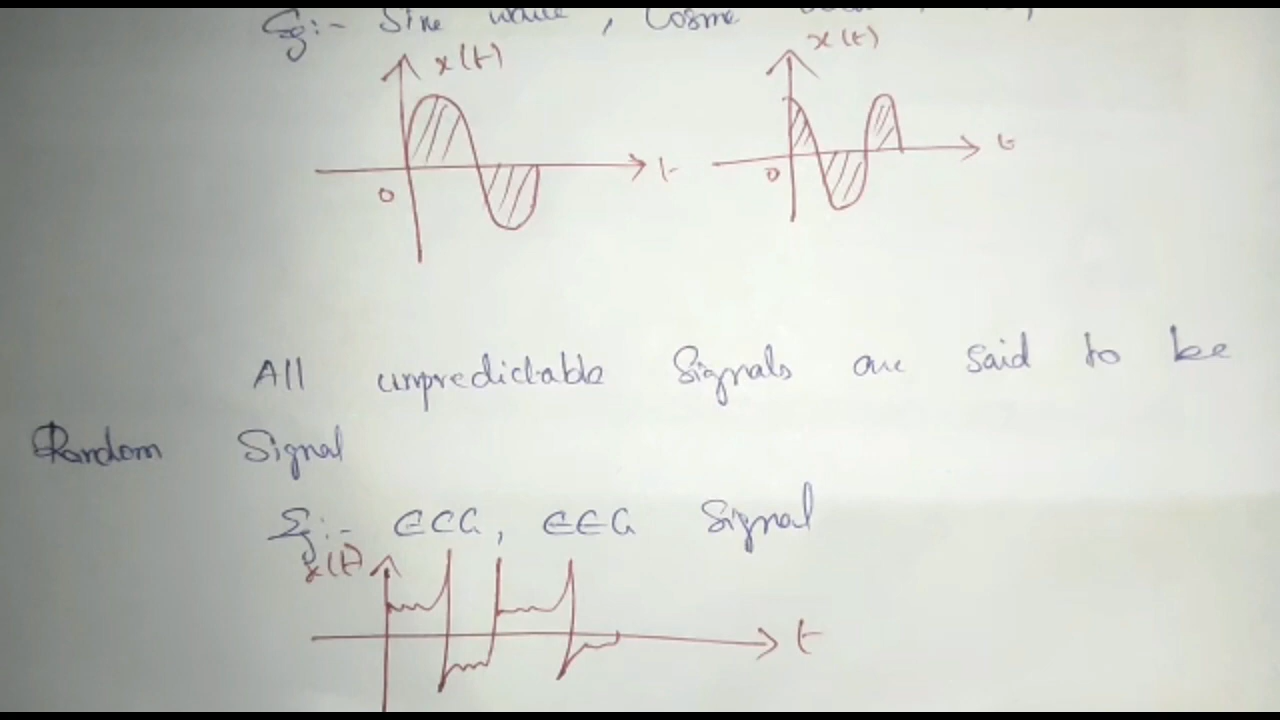 Eg:- Sine wave, Cosine
x(t) x(t)
t t
0 0
All unpredictable Signals are said to be
Random Signal
Eg:- ECG, EEG Signal
x(t)
t